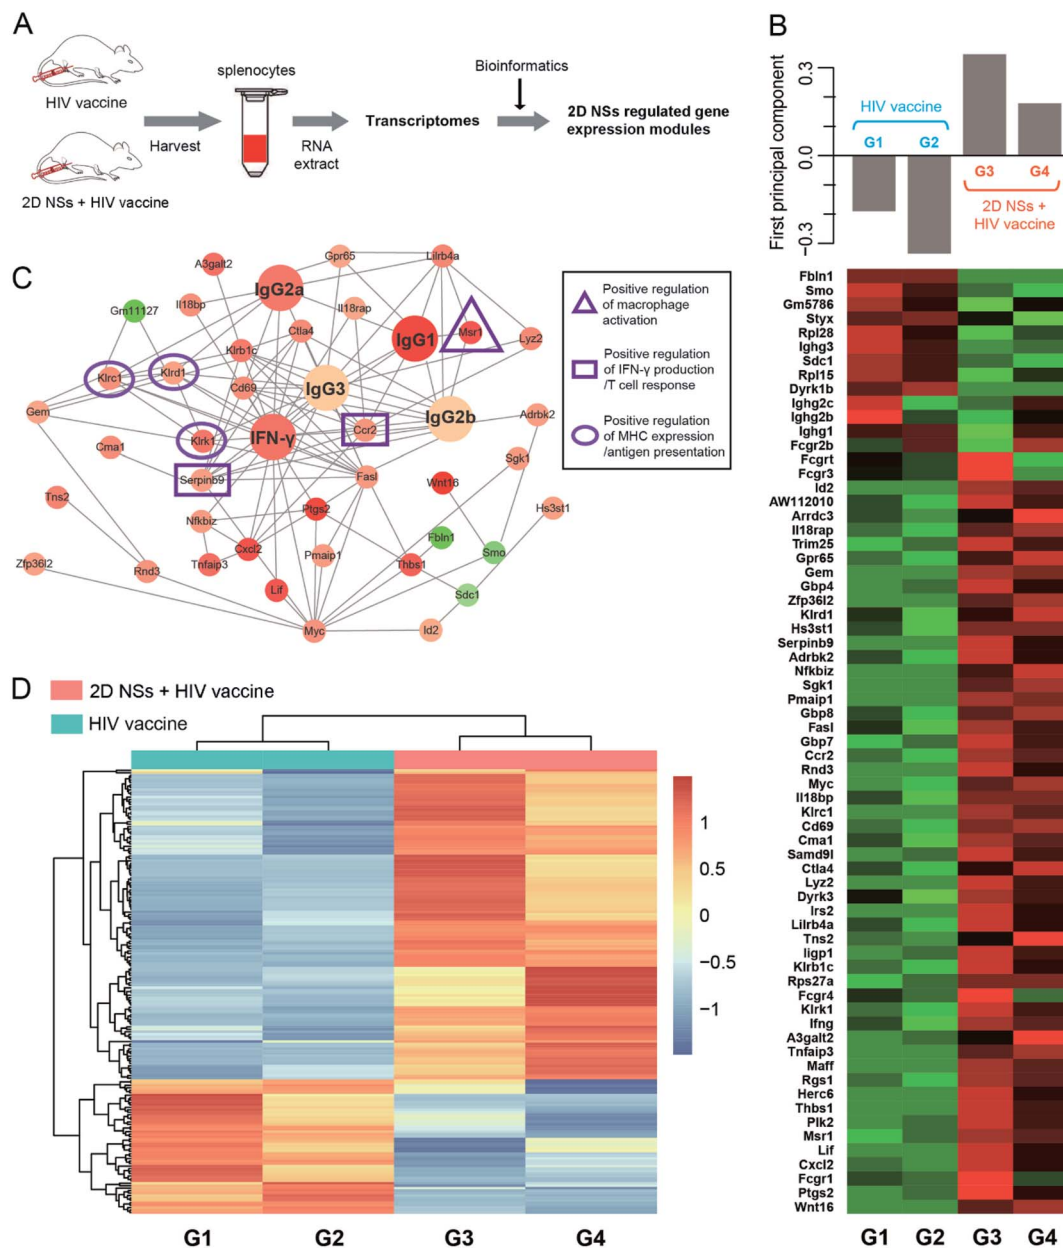 A
HIV vaccine
2D NSs + HIV vaccine
Harvest
splenocytes
RNA
extract
Transcriptomes
Bioinformatics
2D NSs regulated gene
expression modules
B
First principal component
0.3
0.0
−0.3
HIV vaccine
G1
G2
G3
G4
2D NSs +
HIV vaccine
Fbln1
Smo
Gm5786
Styx
Rpl28
Ighg3
Sdc1
Rpl15
Dyrk1b
Ighg2c
Ighg2b
Ighg1
Fcgr2b
Fcgrt
Fcgr3
Id2
AW112010
Arrdc3
Il18rap
Trim25
Gpr65
Gem
Gbp4
Zfp36l2
Klrd1
Hs3st1
Serpinb9
Adrbk2
Nfkbiz
Sgk1
Pmaip1
Gbp8
Fasl
Gbp7
Ccr2
Rnd3
Myc
Il18bp
Klrc1
Cd69
Cma1
Samd9l
Ctla4
Lyz2
Dyrk3
Irs2
Lilrb4a
Tns2
Iigp1
Klrb1c
Rps27a
Fcgr4
Klrk1
Ifng
A3galt2
Tnfaip3
Maff
Rgs1
Herc6
Thbs1
Plk2
Msr1
Lif
Cxcl2
Fcgr1
Ptgs2
Wnt16
G1 G2 G3 G4
C
A3galt2
Gpr65
Lilrb4a
IgG2a
Gm11127
Il18bp
Il18rap
Ctla4
IgG1
Msr1
Lyz2
Klrb1c
Klrc1
Klrd1
Cd69
IgG3
Gem
IgG2b
Adrbk2
Cma1
Klrk1
IFN-γ
Ccr2
Serpinb9
Fasl
Sgk1
Wnt16
Tns2
Ptgs2
Hs3st1
Nfkbiz
Fbln1
Zfp36l2
Rnd3
Tnfaip3
Cxcl2
Pmaip1
Thbs1
Smo
Lif
Sdc1
Myc
Id2
Positive regulation
of macrophage
activation
Positive regulation
of IFN-γ production
/T cell response
Positive regulation
of MHC expression
/antigen presentation
D
2D NSs + HIV vaccine
HIV vaccine
1
0.5
0
−0.5
−1
G1 G2 G3 G4